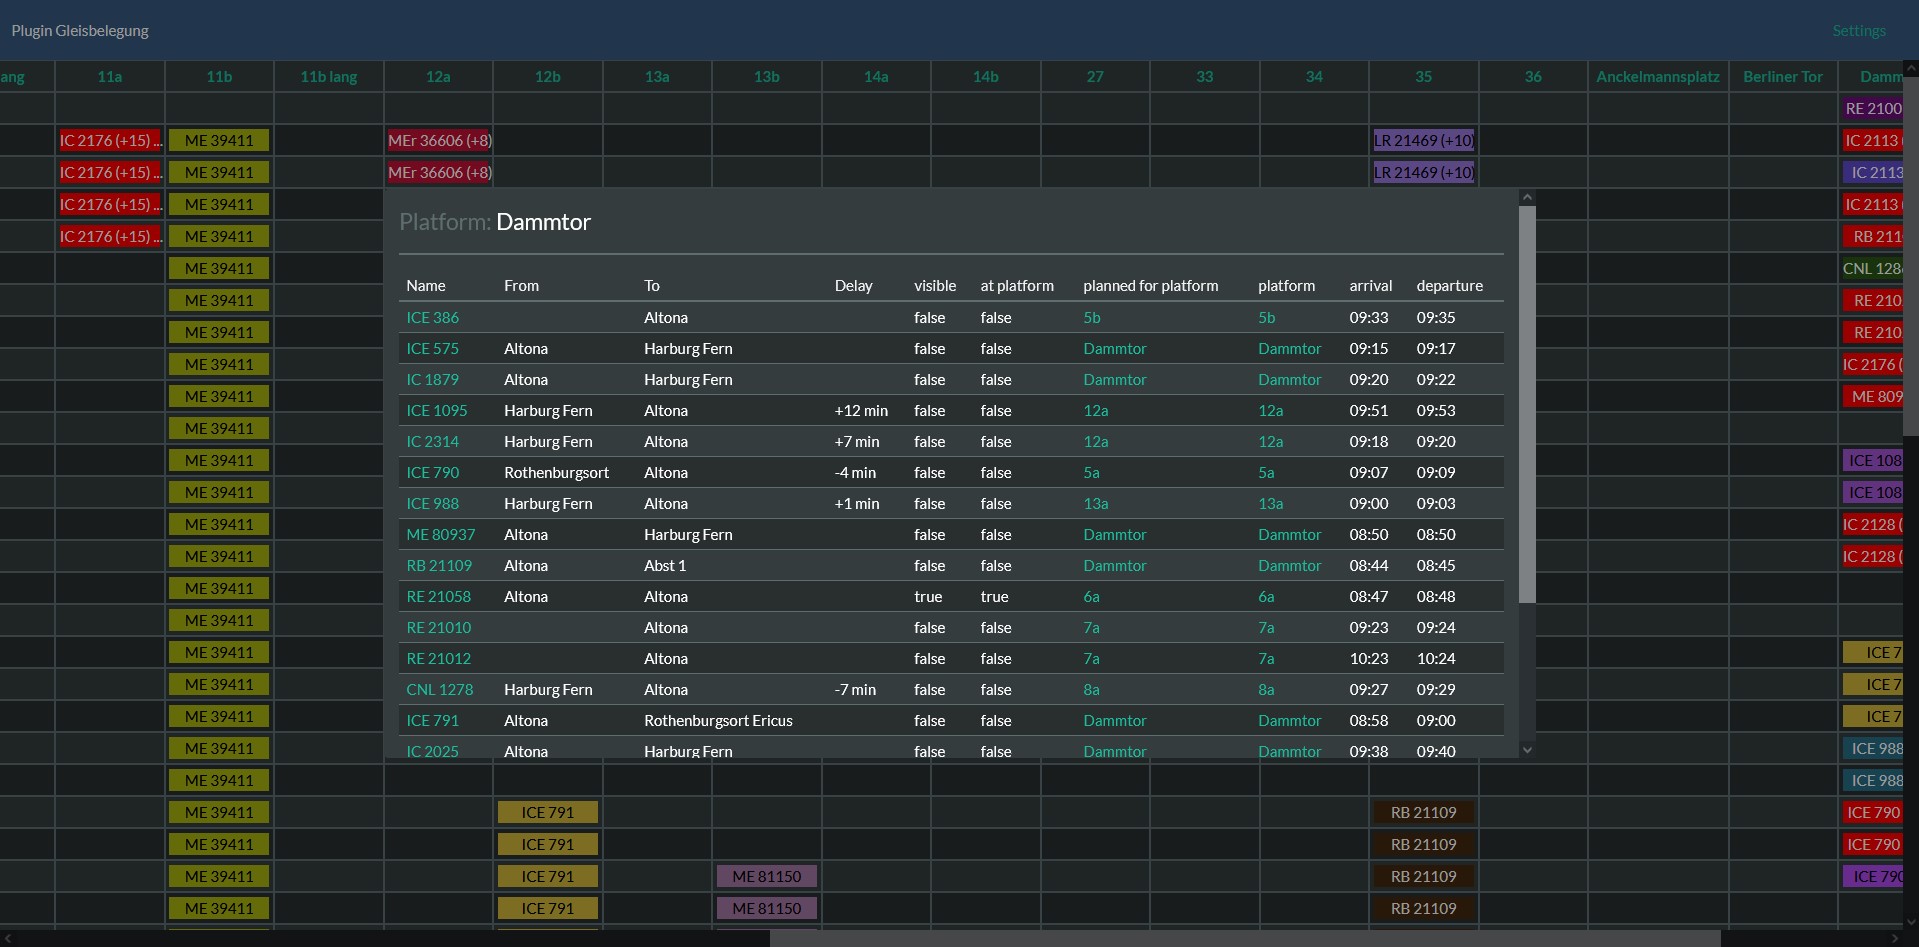 Plugin Gleisbelegung Settings
ang 11a 11b 11b lang 12a 12b 13a 13b 14a 14b 27 33 34 35 36 Anckelmannsplatz Berliner Tor Damm
RE 2100
IC 2176 (+15) ... ME 39411 MEr 36606 (+8) LR 21469 (+10) IC 2113 (
IC 2176 (+15) ... ME 39411 MEr 36606 (+8) LR 21469 (+10) IC 2113
IC 2176 (+15) ... ME 39411 IC 2113 (
IC 2176 (+15) ... ME 39411 RB 211
ME 39411 CNL 128
ME 39411 RE 210
ME 39411 RE 210
ME 39411 IC 2176 (
ME 39411 ME 809
ME 39411
ME 39411 ICE 108
ME 39411 ICE 108
ME 39411 IC 2128 (
ME 39411 IC 2128 (
ME 39411
ME 39411
ME 39411 ICE 7
ME 39411 ICE 7
ME 39411 ICE 7
ME 39411 ICE 988
ME 39411 ICE 988
Platform: Dammtor
Name From To Delay visible at platform planned for platform platform arrival departure
ICE 386 Altona false false 5b 5b 09:33 09:35
ICE 575 Altona Harburg Fern false false Dammtor Dammtor 09:15 09:17
IC 1879 Altona Harburg Fern false false Dammtor Dammtor 09:20 09:22
ICE 1095 Harburg Fern Altona +12 min false false 12a 12a 09:51 09:53
IC 2314 Harburg Fern Altona +7 min false false 12a 12a 09:18 09:20
ICE 790 Rothenburgsort Altona -4 min false false 5a 5a 09:07 09:09
ICE 988 Harburg Fern Altona +1 min false false 13a 13a 09:00 09:03
ME 80937 Altona Harburg Fern false false Dammtor Dammtor 08:50 08:50
RB 21109 Altona Abst 1 false false Dammtor Dammtor 08:44 08:45
RE 21058 Altona Altona true true 6a 6a 08:47 08:48
RE 21010 Altona false false 7a 7a 09:23 09:24
RE 21012 Altona false false 7a 7a 10:23 10:24
CNL 1278 Harburg Fern Altona -7 min false false 8a 8a 09:27 09:29
ICE 791 Altona Rothenburgsort Ericus false false Dammtor Dammtor 08:58 09:00
IC 2025 Altona Harburg Fern false false Dammtor Dammtor 09:38 09:40
ME 39411 ICE 791 RB 21109 ICE 790
ME 39411 ICE 791 RB 21109 ICE 790
ME 39411 ICE 791 ME 81150 RB 21109 ICE 790
ME 39411 ICE 791 ME 81150 RB 21109